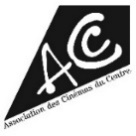 ACC
Association des Cinémas du Centre